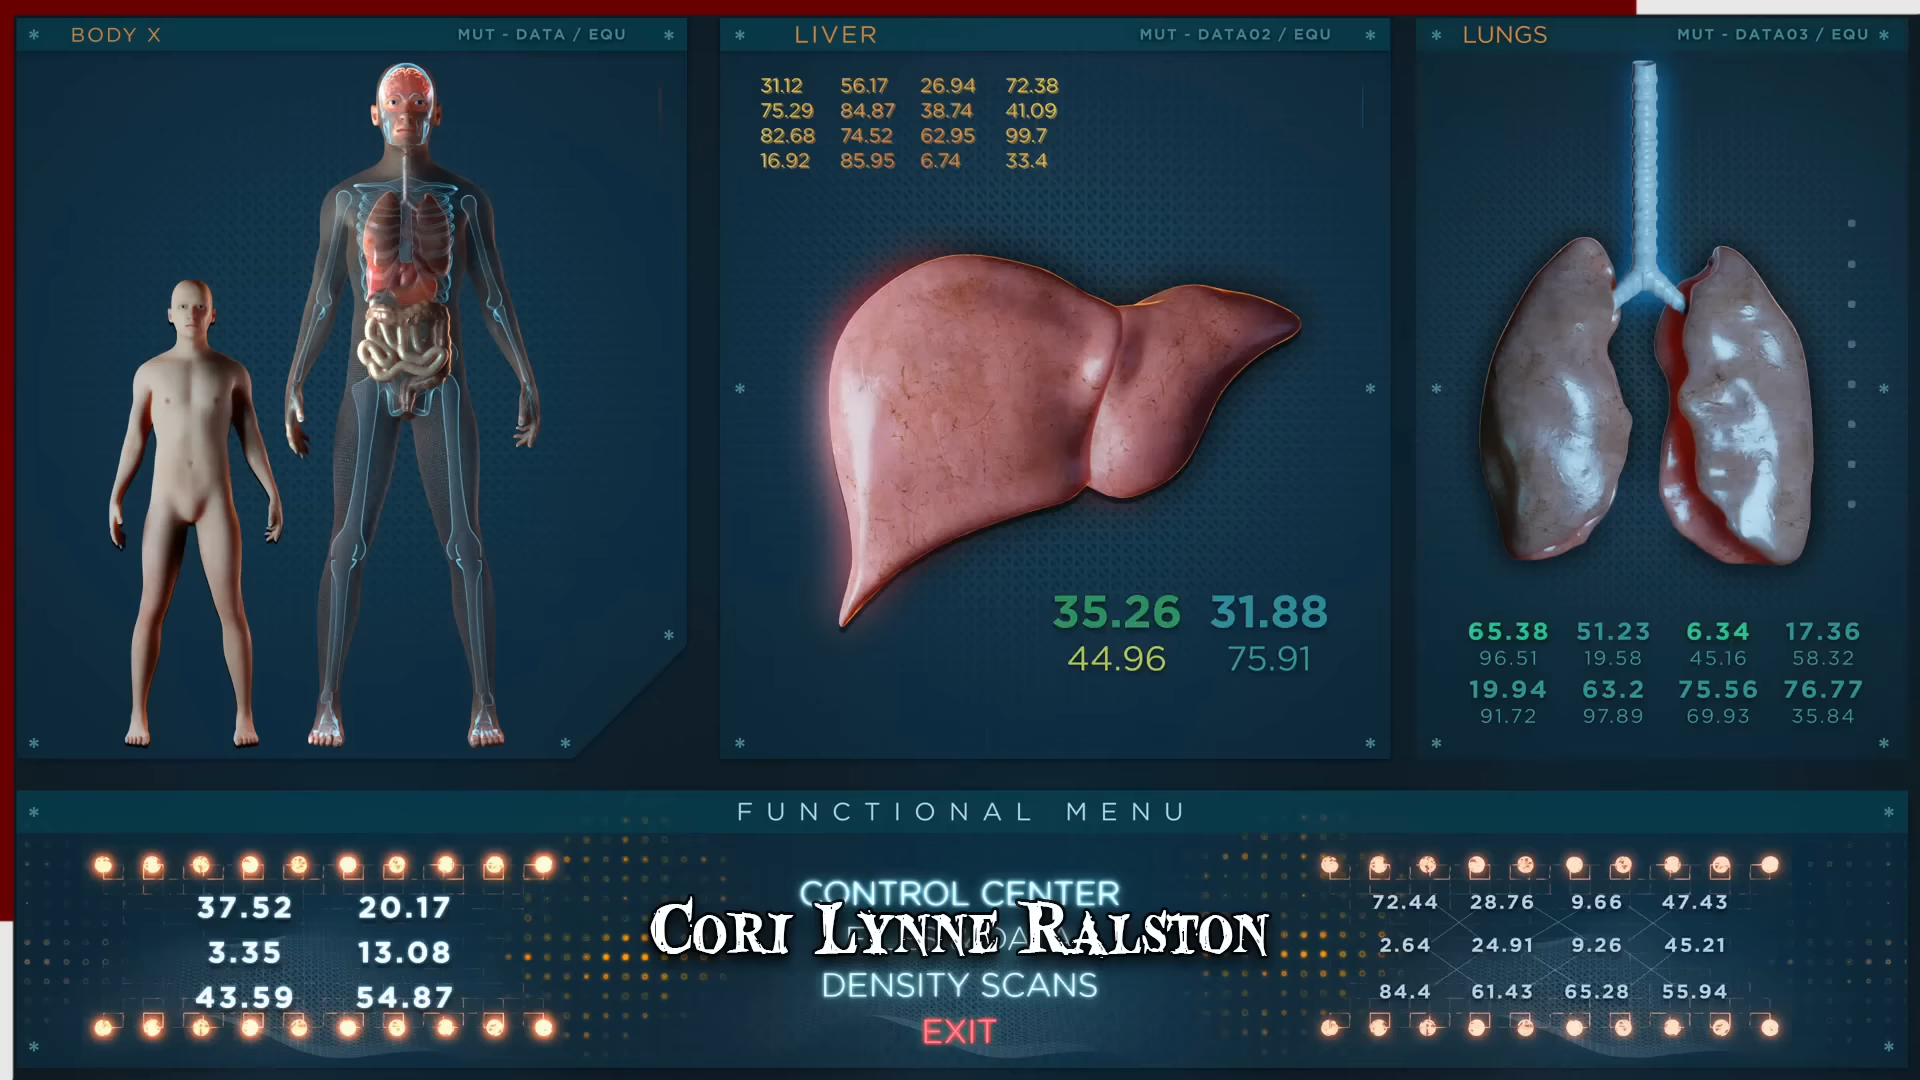 BODY X
MUT - DATA / EQU
LIVER
MUT - DATA02 / EQU
31.12 56.17 26.94 72.38
75.29 84.87 38.74 41.09
82.68 74.52 62.95 99.7
16.92 85.95 6.74 33.4
35.26 31.88
44.96 75.91
LUNGS
MUT - DATA03 / EQU
65.38 51.23 6.34 17.36
96.51 19.58 45.16 58.32
19.94 63.2 75.56 76.77
91.72 97.89 69.93 35.84
FUNCTIONAL MENU
37.52 20.17
3.35 13.08
43.59 54.87
CONTROL CENTER
CORI LYNNE RALSTON
DENSITY SCANS
EXIT
72.44 28.76 9.66 47.43
2.64 24.91 9.26 45.21
84.4 61.43 65.28 55.94